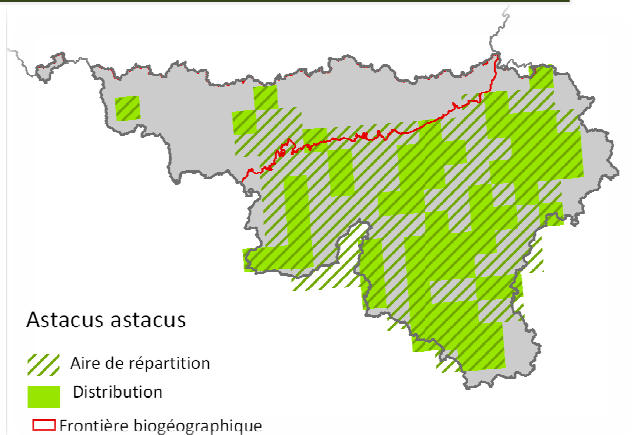 Astacus astacus
Aire de répartition
Distribution
Frontière biogéographique